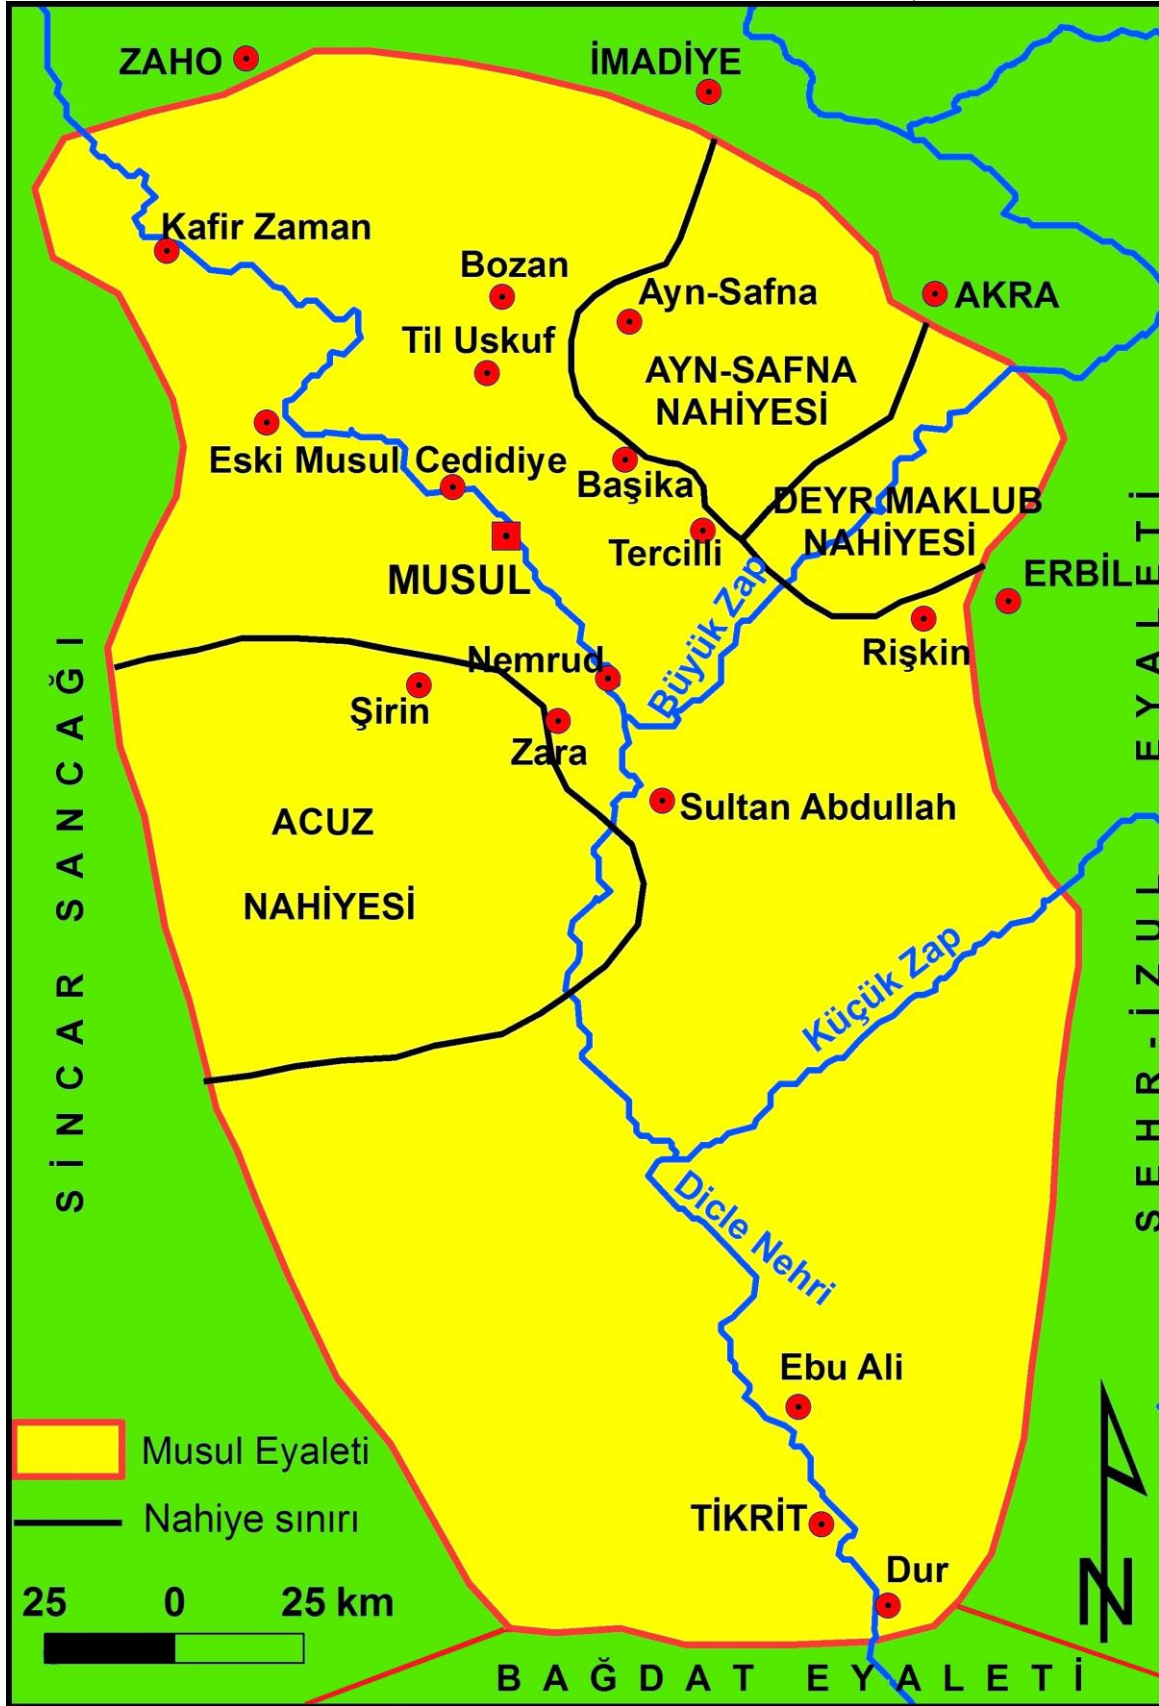 ZAHO
İMADİYE
Kafir Zaman
Bozan
Ayn-Safna
AKRA
Til Uskuf
AYN-SAFNA
NAHİYESİ
Eski Musul
Cedidiye
Başika
DEYR MAKLUB
NAHİYESİ
Tercilli
MUSUL
ERBİL
Büyük Zap
Rişkin
Nemrud
Şirin
Zara
Sultan Abdullah
ACUZ
NAHİYESİ
SİNCAR SANCAĞI
SEHR-İZUL EYALETİ
Küçük Zap
Dicle Nehri
Ebu Ali
TİKRİT
Dur
Musul Eyaleti
Nahiye sınırı
25 0 25 km
N
BAĞDAT EYALETİ